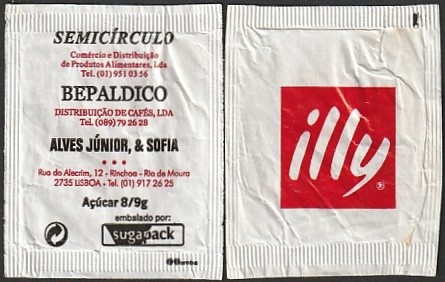 SEMICÍRCULO
Comércio e Distribuição
de Produtos Alimentares, Lda
Tel. (01) 951 03 56
BEPALDICO
DISTRIBUIÇÃO DE CAFÉS, LDA
Tel. (089) 79 26 28
ALVES JÚNIOR, & SOFIA
Rua do Alecrim, 12 - Rinchoa - Rio de Mouro
2735 LISBOA - Tel. (01) 917 26 25
Açúcar 8/9g
embalado por:
sugapack
illy
®